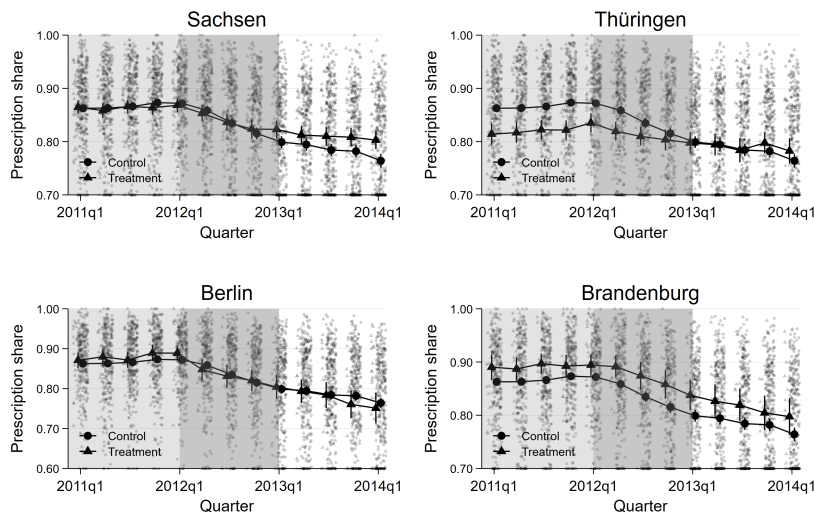 Sachsen
Prescription share
1.00
0.90
0.80
0.70
Control
Treatment
2011q1 2012q1 2013q1 2014q1
Quarter
Thüringen
Prescription share
1.00
0.90
0.80
0.70
Control
Treatment
2011q1 2012q1 2013q1 2014q1
Quarter
Berlin
Prescription share
1.00
0.90
0.80
0.70
0.60
Control
Treatment
2011q1 2012q1 2013q1 2014q1
Quarter
Brandenburg
Prescription share
1.00
0.90
0.80
0.70
Control
Treatment
2011q1 2012q1 2013q1 2014q1
Quarter